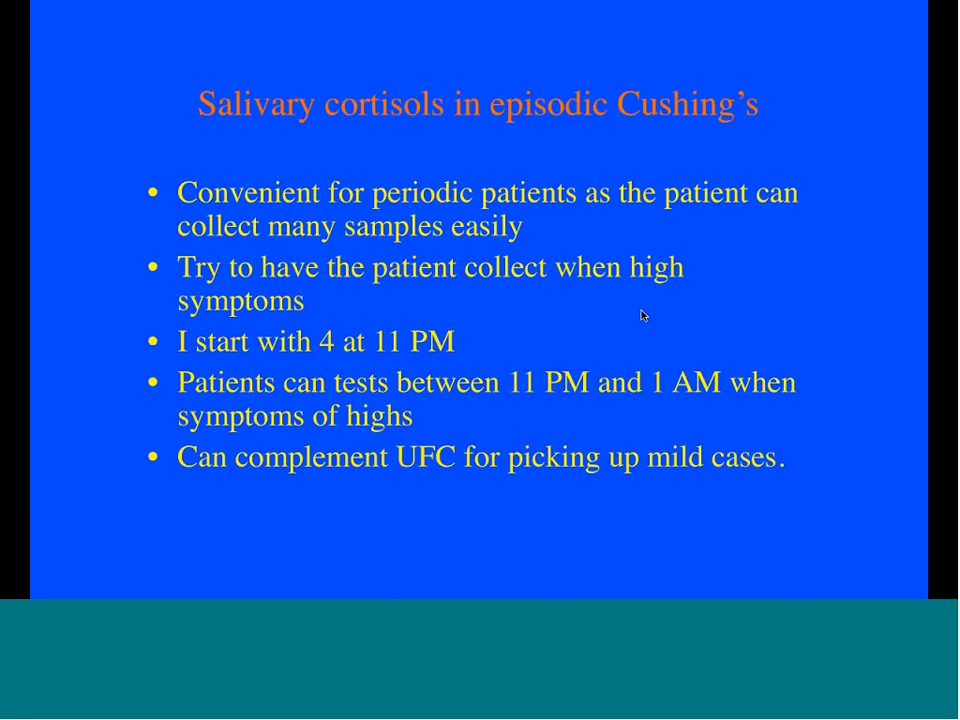 Salivary cortisols in episodic Cushing’s
• Convenient for periodic patients as the patient can
collect many samples easily
• Try to have the patient collect when high
symptoms
• I start with 4 at 11 PM
• Patients can tests between 11 PM and 1 AM when
symptoms of highs
• Can complement UFC for picking up mild cases.